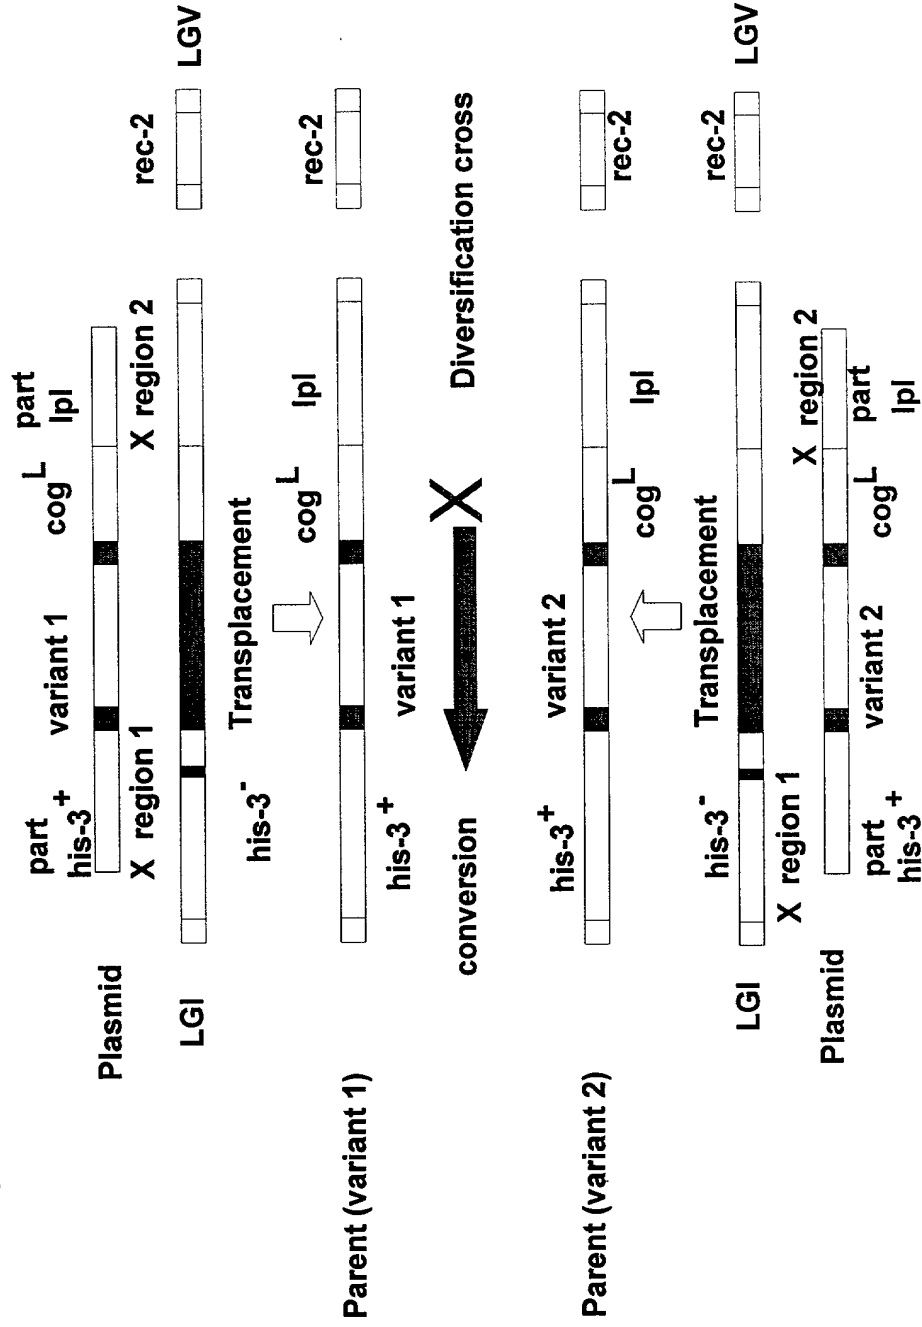 part
his-3+
variant 1
cog L
part
lpl
Plasmid
X region 1
X region 2
rec-2
LGI
LGV
his-3-
Transplacement
Parent (variant 1)
his-3+
variant 1
cog L
lpl
rec-2
conversion
X
Diversification cross
Parent (variant 2)
his-3+
variant 2
cog L
lpl
rec-2
his-3-
Transplacement
rec-2
LGI
LGV
X region 1
X region 2
Plasmid
part
his-3+
variant 2
cog L
part
lpl